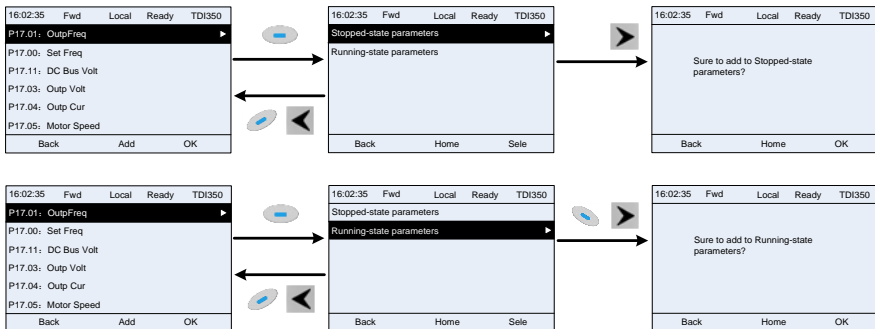 16:02:35 Fwd Local Ready TDI350
P17.01: OutpFreq
P17.00: Set Freq
P17.11: DC Bus Volt
P17.03: Outp Volt
P17.04: Outp Cur
P17.05: Motor Speed
Back Add OK
16:02:35 Fwd Local Ready TDI350
Stopped-state parameters
Running-state parameters
Back Home Sele
16:02:35 Fwd Local Ready TDI350
Sure to add to Stopped-state
parameters?
Back Home OK
16:02:35 Fwd Local Ready TDI350
P17.01: OutpFreq
P17.00: Set Freq
P17.11: DC Bus Volt
P17.03: Outp Volt
P17.04: Outp Cur
P17.05: Motor Speed
Back Add OK
16:02:35 Fwd Local Ready TDI350
Stopped-state parameters
Running-state parameters
Back Home Sele
16:02:35 Fwd Local Ready TDI350
Sure to add to Running-state
parameters?
Back Home OK